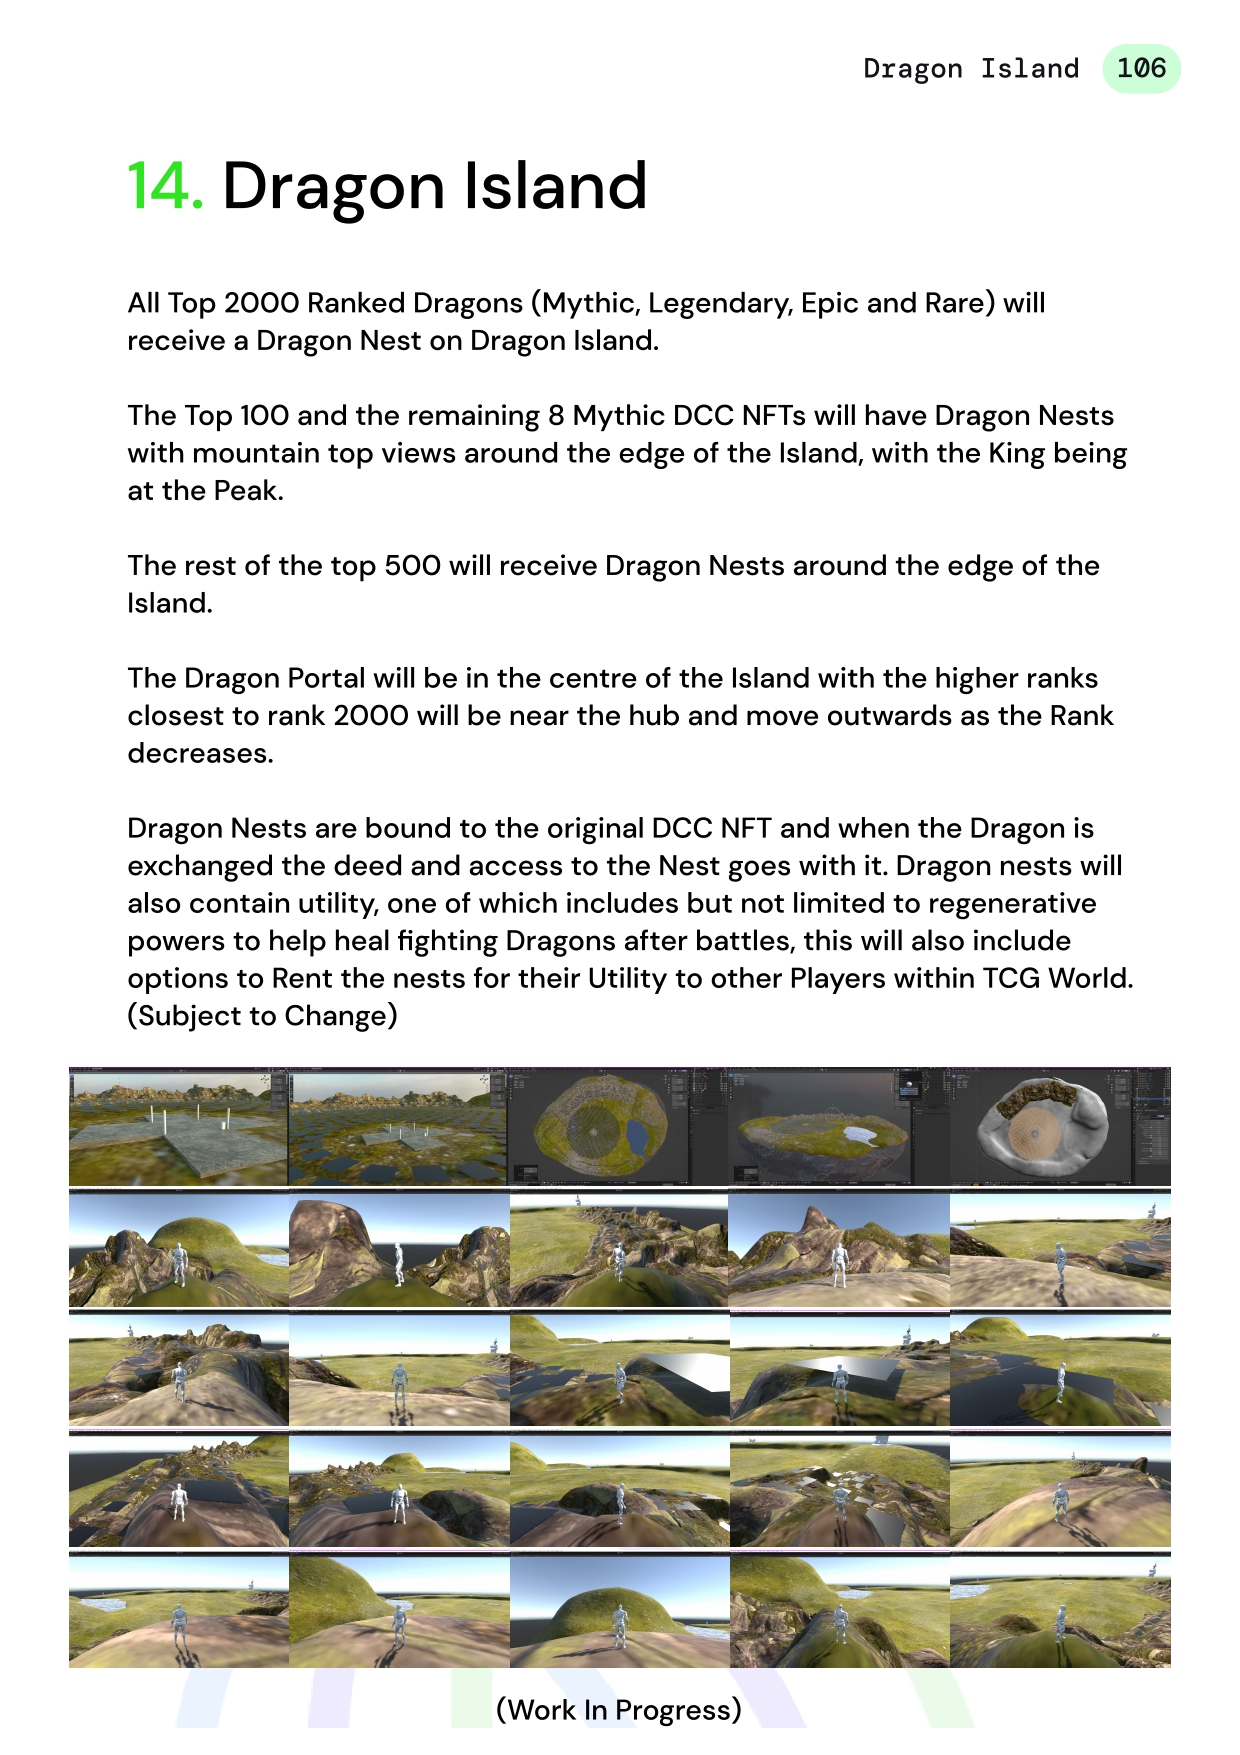 Dragon Island 106
14. Dragon Island
All Top 2000 Ranked Dragons (Mythic, Legendary, Epic and Rare) will
receive a Dragon Nest on Dragon Island.
The Top 100 and the remaining 8 Mythic DCC NFTs will have Dragon Nests
with mountain top views around the edge of the Island, with the King being
at the Peak.
The rest of the top 500 will receive Dragon Nests around the edge of the
Island.
The Dragon Portal will be in the centre of the Island with the higher ranks
closest to rank 2000 will be near the hub and move outwards as the Rank
decreases.
Dragon Nests are bound to the original DCC NFT and when the Dragon is
exchanged the deed and access to the Nest goes with it. Dragon nests will
also contain utility, one of which includes but not limited to regenerative
powers to help heal fighting Dragons after battles, this will also include
options to Rent the nests for their Utility to other Players within TCG World.
(Subject to Change)
(Work In Progress)